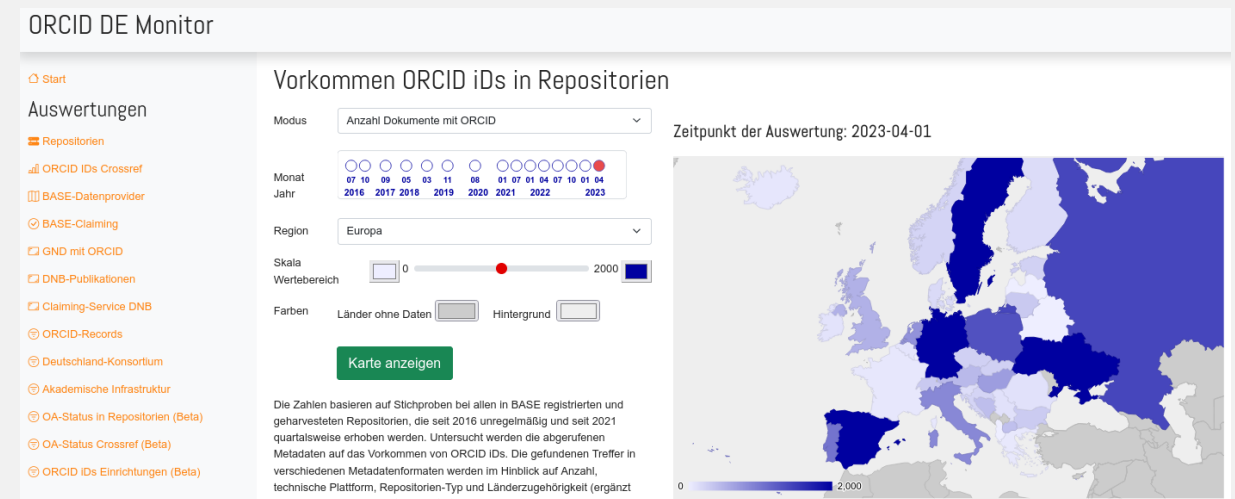 ORCID DE Monitor
Start
Auswertungen
Repositorien
ORCID IDs Crossref
BASE-Datenprovider
BASE-Claiming
GND mit ORCID
DNB-Publikationen
Claiming-Service DNB
ORCID-Records
Deutschland-Konsortium
Akademische Infrastruktur
OA-Status in Repositorien (Beta)
OA-Status Crossref (Beta)
ORCID iDs Einrichtungen (Beta)
Vorkommen ORCID iDs in Repositorien
Modus Anzahl Dokumente mit ORCID
Monat
Jahr
07 10 09 05 03 11 08 01 07 01 04 07 10 01 04
2016 2017 2018 2019 2020 2021 2022 2023
Region Europa
Skala
Wertebereich
0 2000
Farben Länder ohne Daten Hintergrund
Karte anzeigen
Die Zahlen basieren auf Stichproben bei allen in BASE registrierten und
geharvesteten Repositorien, die seit 2016 unregelmäßig und seit 2021
quartalsweise erhoben werden. Untersucht werden die abgerufenen
Metadaten auf das Vorkommen von ORCID iDs. Die gefundenen Treffer in
verschiedenen Metadatenformaten werden im Hinblick auf Anzahl,
technische Plattform, Repositorien-Typ und Länderzugehörigkeit (ergänzt
Zeitpunkt der Auswertung: 2023-04-01
0 2,000